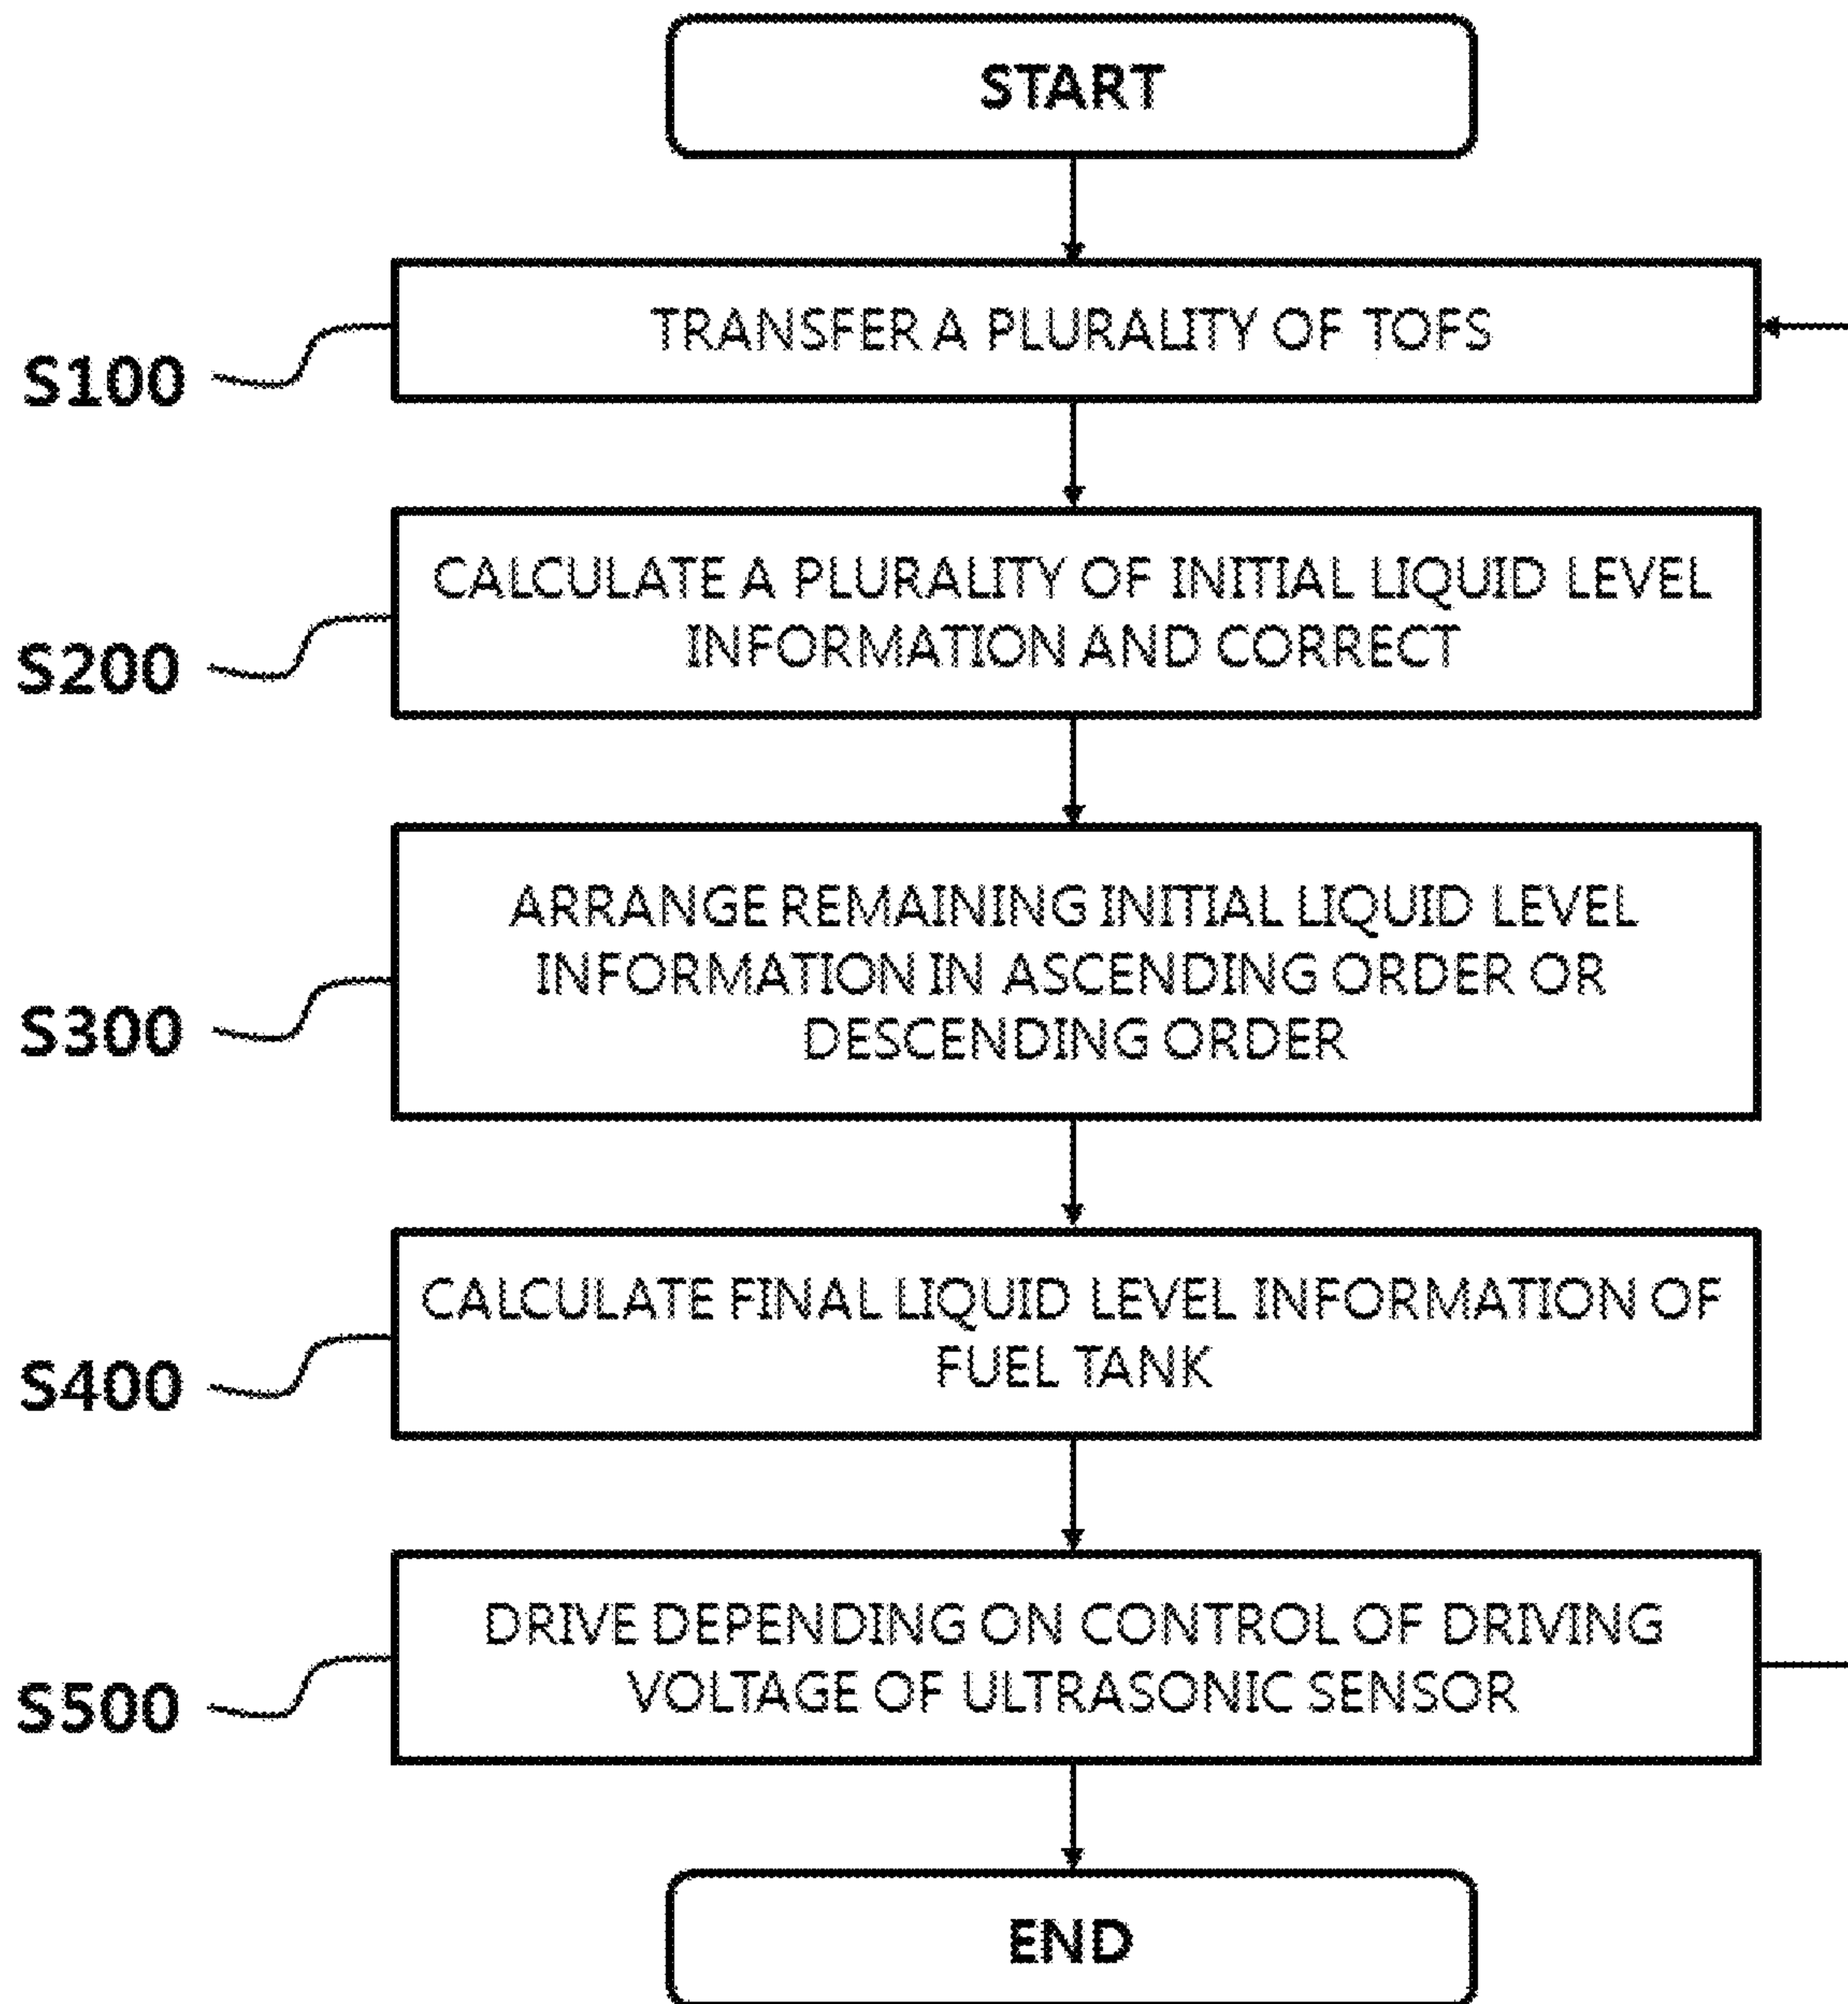 START
S100
TRANSFER A PLURALITY OF TOFS
S200
CALCULATE A PLURALITY OF INITIAL LIQUID LEVEL
INFORMATION AND CORRECT
S300
ARRANGE REMAINING INITIAL LIQUID LEVEL
INFORMATION IN ASCENDING ORDER OR
DESCENDING ORDER
S400
CALCULATE FINAL LIQUID LEVEL INFORMATION OF
FUEL TANK
S500
DRIVE DEPENDING ON CONTROL OF DRIVING
VOLTAGE OF ULTRASONIC SENSOR
END